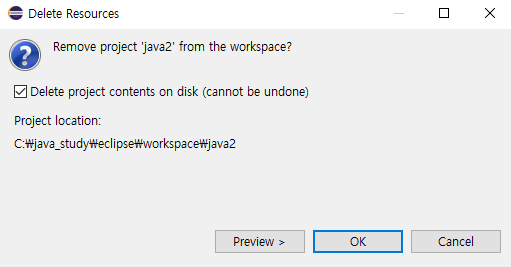 Delete Resources
Remove project 'java2' from the workspace?
Delete project contents on disk (cannot be undone)
Project location:
C:₩java_study₩eclipse₩workspace₩java2
Preview >
OK
Cancel